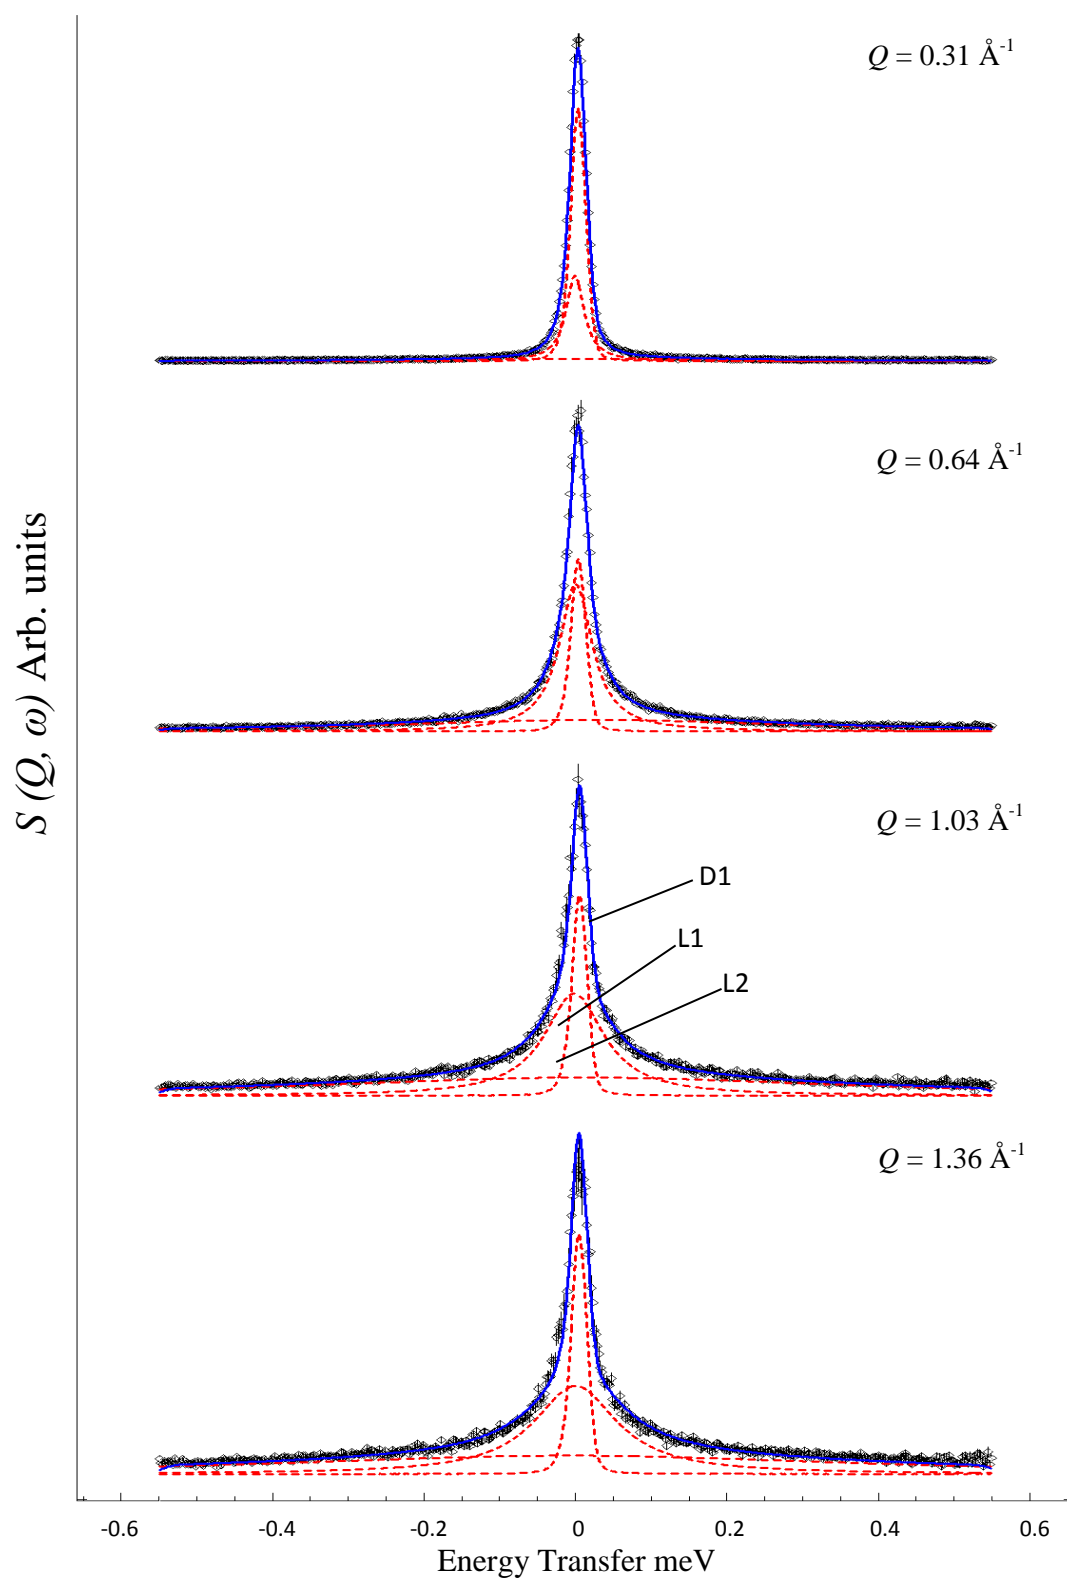 Q = 0.31 Å-1
Q = 0.64 Å-1
S (Q, ω) Arb. units
Q = 1.03 Å-1
D1
L1
L2
Q = 1.36 Å-1
-0.6 -0.4 -0.2 0 0.2 0.4 0.6
Energy Transfer meV